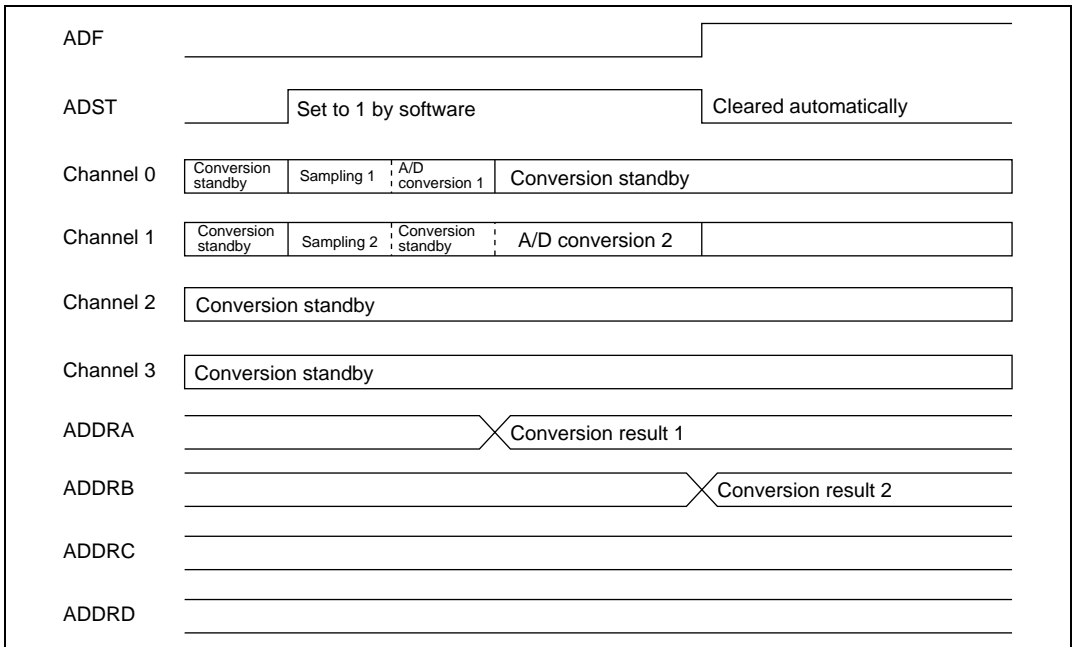 ADF
ADST Set to 1 by software Cleared automatically
Channel 0 Conversion standby Sampling 1 A/D conversion 1 Conversion standby
Channel 1 Conversion standby Sampling 2 Conversion standby A/D conversion 2
Channel 2 Conversion standby
Channel 3 Conversion standby
ADDRA Conversion result 1
ADDRB Conversion result 2
ADDRC
ADDRD